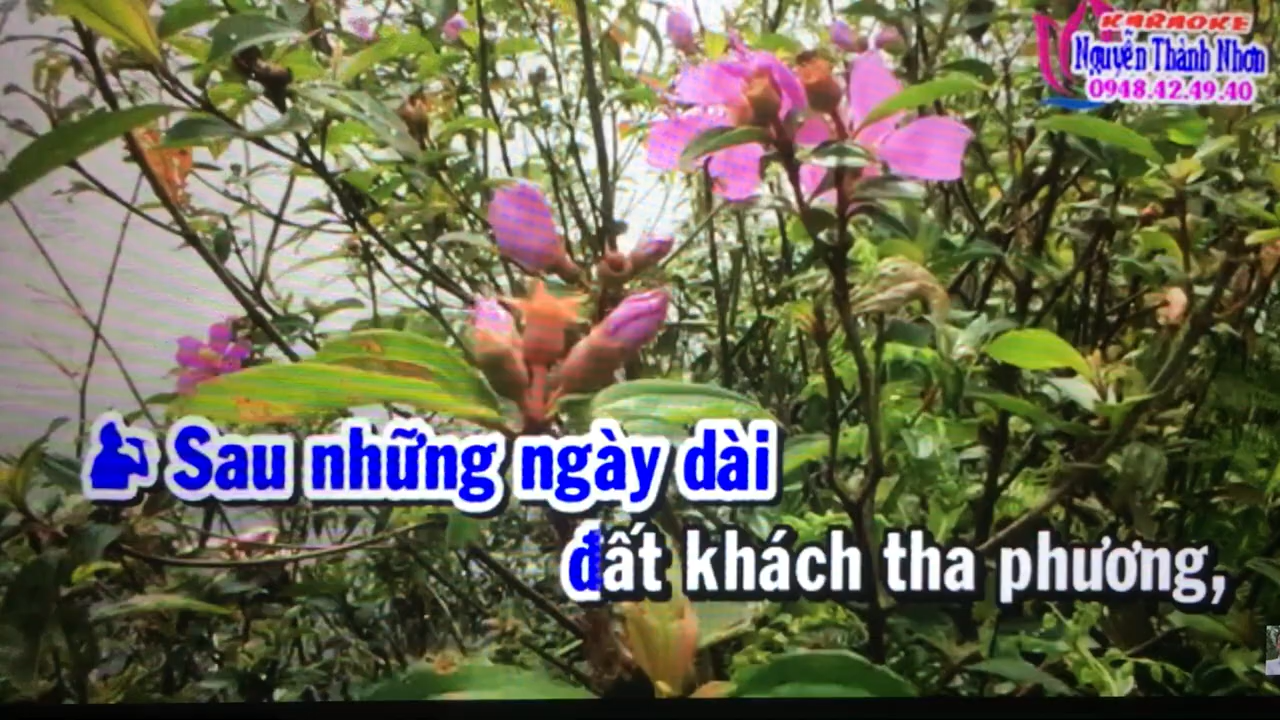 KARAOKE
Nguyễn Thành Nhơn
0948.42.49.40
Sau những ngày dài
đất khách tha phương,